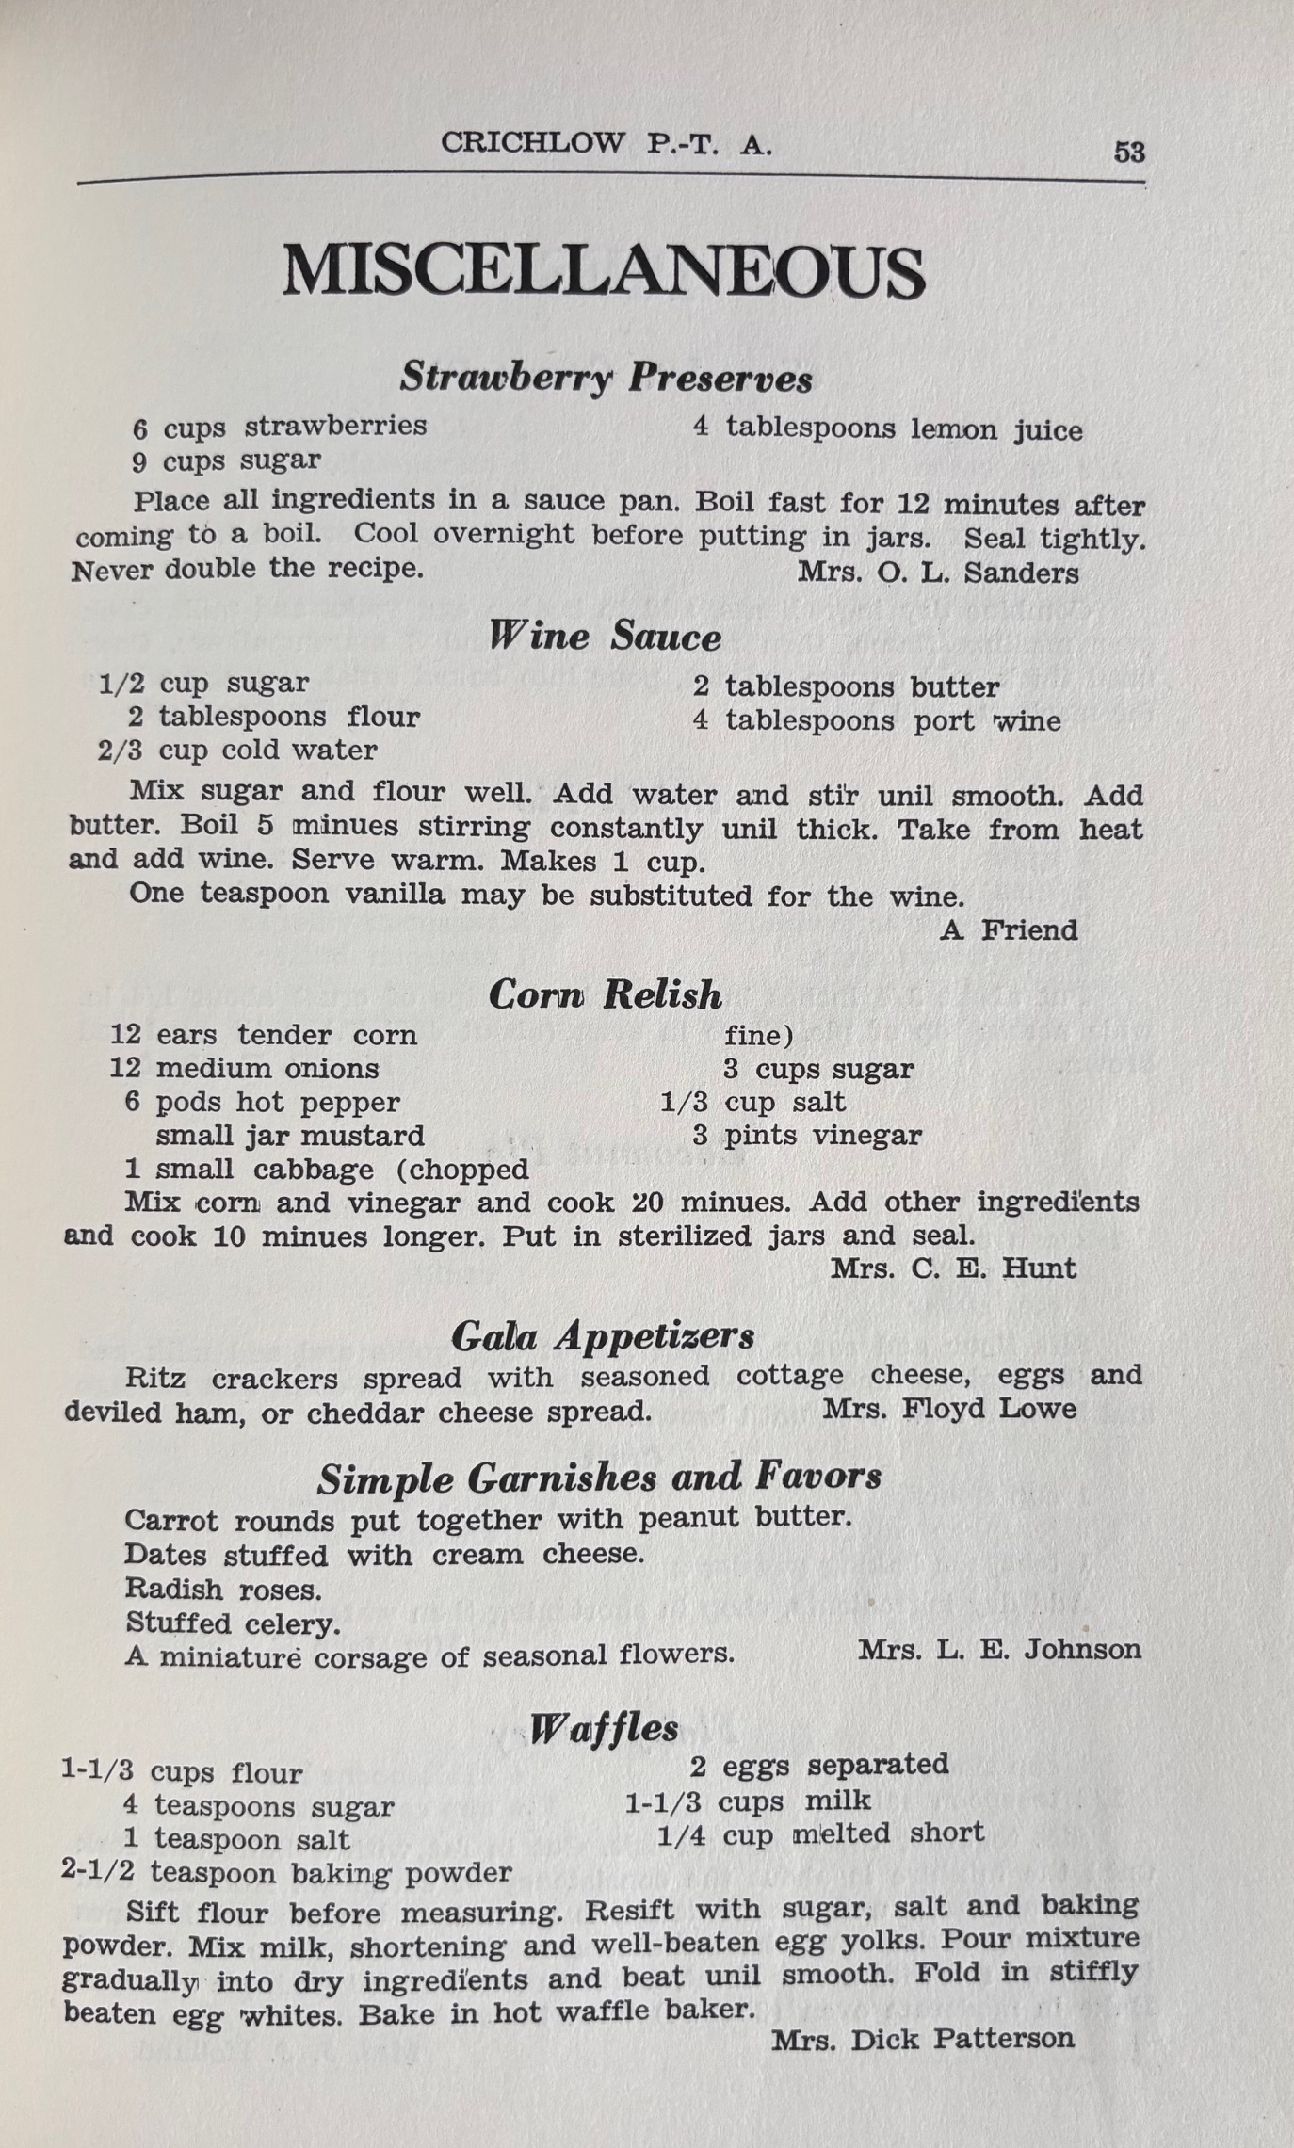 CRICHLOW P.-T. A. 53
MISCELLANEOUS
Strawberry Preserves
6 cups strawberries 4 tablespoons lemon juice
9 cups sugar
Place all ingredients in a sauce pan. Boil fast for 12 minutes after
coming to a boil. Cool overnight before putting in jars. Seal tightly.
Never double the recipe. Mrs. O. L. Sanders
Wine Sauce
1/2 cup sugar 2 tablespoons butter
2 tablespoons flour 4 tablespoons port wine
2/3 cup cold water
Mix sugar and flour well. Add water and stir unil smooth. Add
butter. Boil 5 minues stirring constantly unil thick. Take from heat
and add wine. Serve warm. Makes 1 cup.
One teaspoon vanilla may be substituted for the wine.
A Friend
Corn Relish
12 ears tender corn fine)
12 medium onions 3 cups sugar
6 pods hot pepper 1/3 cup salt
small jar mustard 3 pints vinegar
1 small cabbage (chopped
Mix corn and vinegar and cook 20 minues. Add other ingredients
and cook 10 minues longer. Put in sterilized jars and seal.
Mrs. C. E. Hunt
Gala Appetizers
Ritz crackers spread with seasoned cottage cheese, eggs and
deviled ham, or cheddar cheese spread. Mrs. Floyd Lowe
Simple Garnishes and Favors
Carrot rounds put together with peanut butter.
Dates stuffed with cream cheese.
Radish roses.
Stuffed celery.
A miniature corsage of seasonal flowers. Mrs. L. E. Johnson
Waffles
1-1/3 cups flour 2 eggs separated
4 teaspoons sugar 1-1/3 cups milk
1 teaspoon salt 1/4 cup melted short
2-1/2 teaspoon baking powder
Sift flour before measuring. Resift with sugar, salt and baking
powder. Mix milk, shortening and well-beaten egg yolks. Pour mixture
gradually into dry ingredients and beat unil smooth. Fold in stiffly
beaten egg whites. Bake in hot waffle baker.
Mrs. Dick Patterson